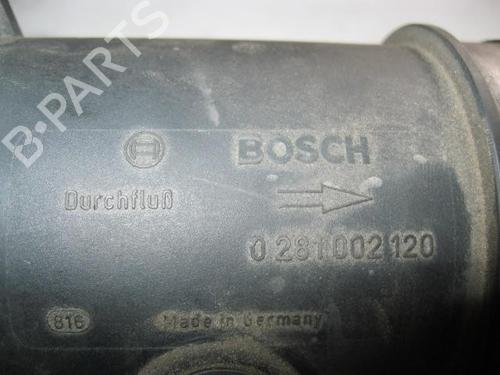 B-PARTS
BOSCH
Durchfluß
0 281 002 120
816
Made in Germany